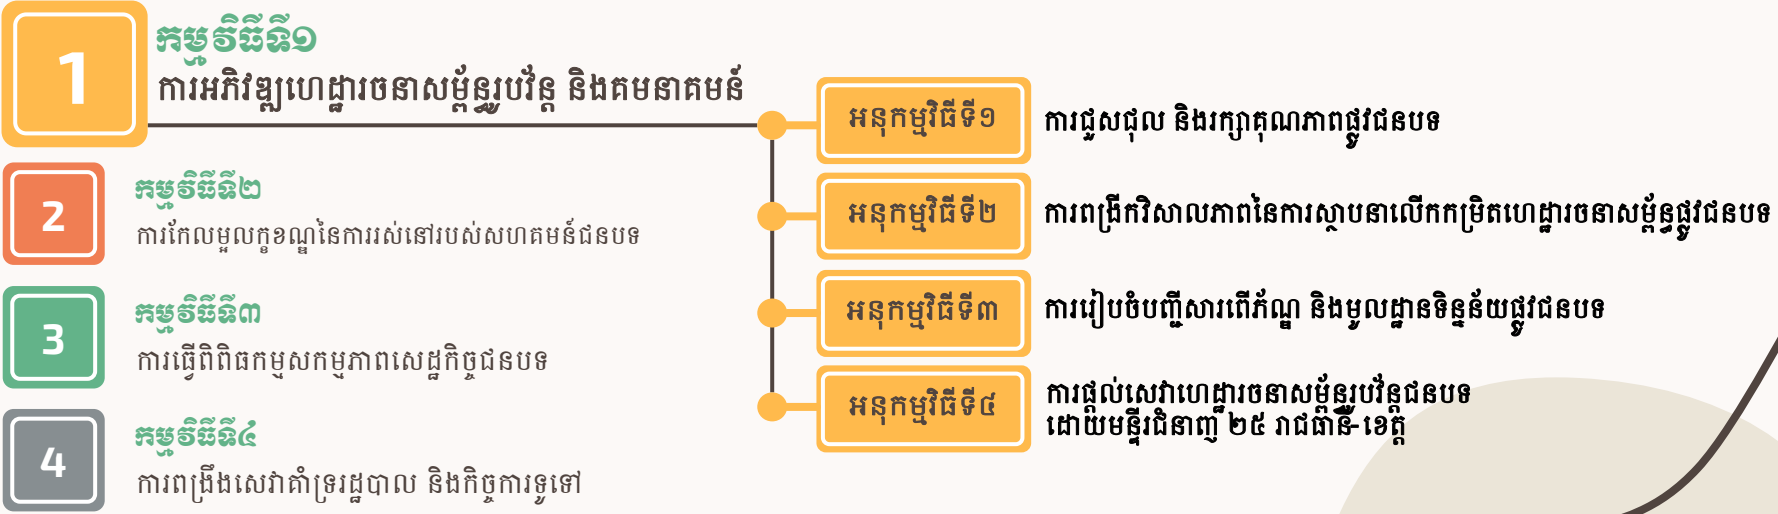 1
កម្មវិធីទី១
ការអភិវឌ្ឍហេដ្ឋារចនាសម្ព័ន្ធរូបវ័ន្ត និងគមនាគមន៍
អនុកម្មវិធីទី១
ការជួសជុល និងរក្សាគុណភាពផ្លូវជនបទ
អនុកម្មវិធីទី២
ការពង្រីកវិសាលភាពនៃការស្ថាបនាលើកកម្រិតហេដ្ឋារចនាសម្ព័ន្ធផ្លូវជនបទ
អនុកម្មវិធីទី៣
ការរៀបចំបញ្ជីសារពើភ័ណ្ឌ និងមូលដ្ឋានទិន្នន័យផ្លូវជនបទ
អនុកម្មវិធីទី៤
ការផ្តល់សេវាហេដ្ឋារចនាសម្ព័ន្ធរូបវ័ន្តជនបទ
ដោយមន្ទីរជំនាញ ២៥ រាជធានី-ខេត្ត
2
កម្មវិធីទី២
ការកែលម្អលក្ខខណ្ឌនៃការរស់នៅរបស់សហគមន៍ជនបទ
3
កម្មវិធីទី៣
ការធ្វើពិពិធកម្មសកម្មភាពសេដ្ឋកិច្ចជនបទ
4
កម្មវិធីទី៤
ការពង្រឹងសេវាគាំទ្ររដ្ឋបាល និងកិច្ចការទូទៅ